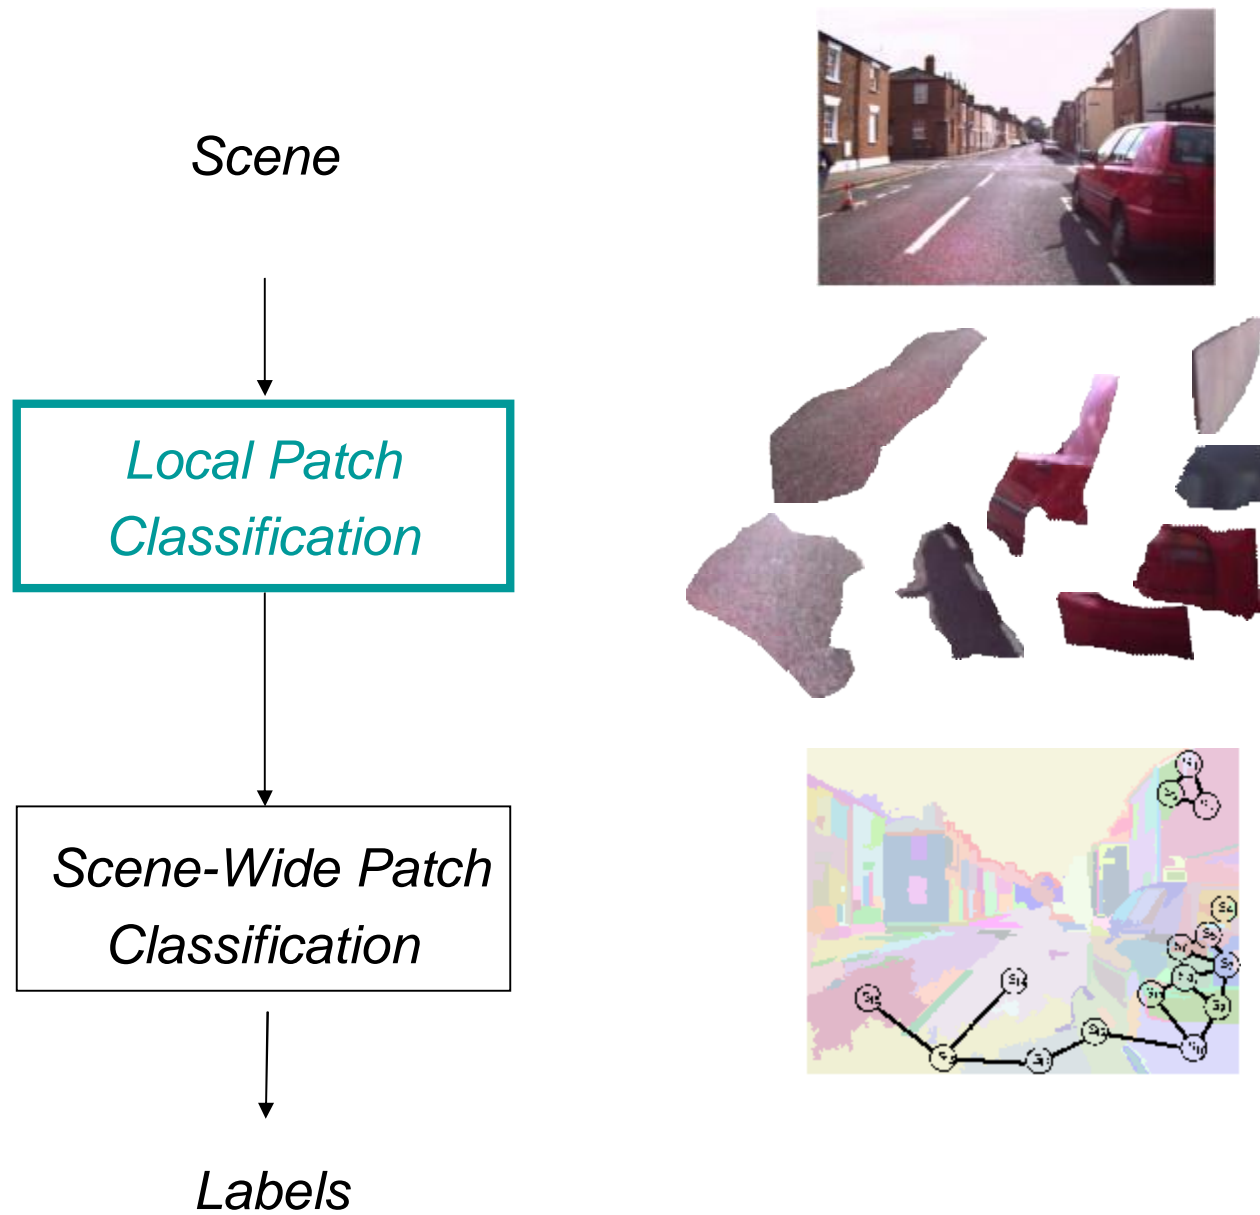 Scene
Local Patch
Classification
Scene-Wide Patch
Classification
Labels